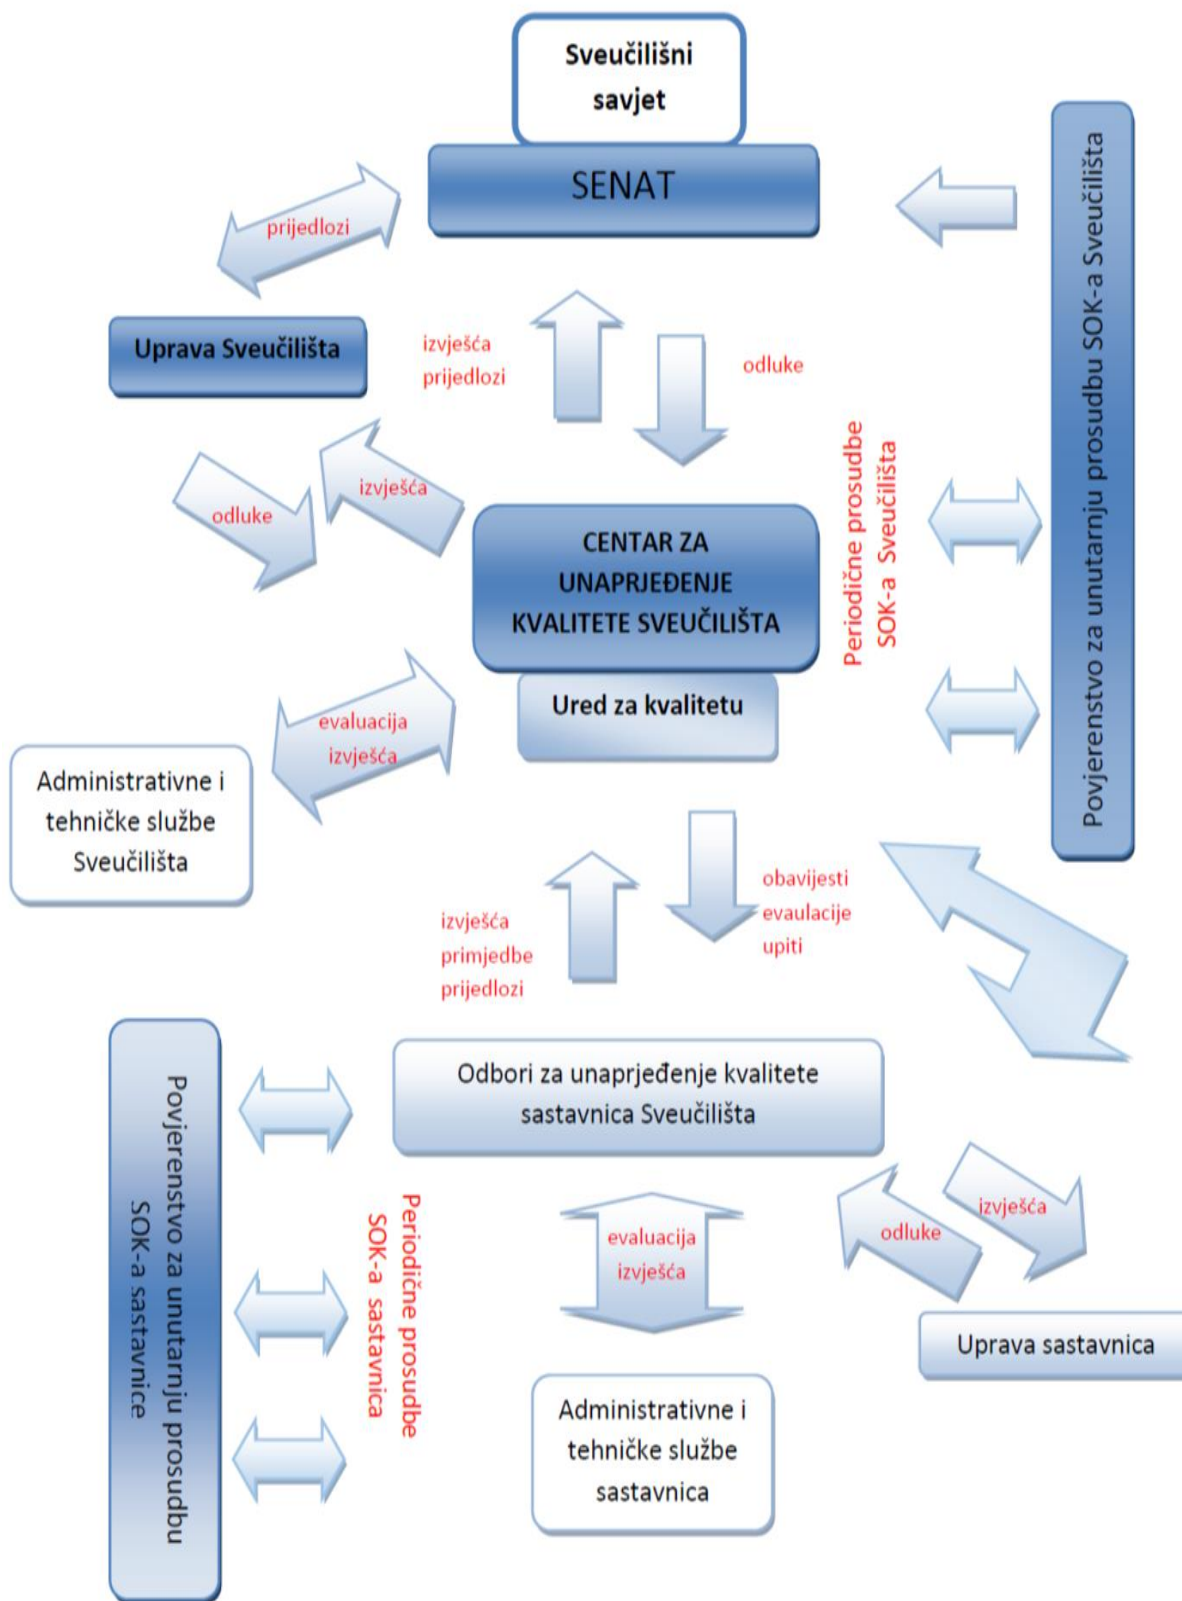 Sveučilišni
savjet
SENAT
prijedlozi
Uprava Sveučilišta
izvješća
prijedlozi
odluke
odluke
izvješća
CENTAR ZA
UNAPRJEĐENJE
KVALITETE SVEUČILIŠTA
Ured za kvalitetu
Periodične prosudbe
SOK-a Sveučilišta
Povjerenstvo za unutarnju prosudbu SOK-a Sveučilišta
evaluacija
izvješća
Administrativne i
tehničke službe
Sveučilišta
izvješća
primjedbe
prijedlozi
obavijesti
evaulacije
upiti
Odbori za unaprjeđenje kvalitete
sastavnica Sveučilišta
Povjerenstvo za unutarnju prosudbu
SOK-a sastavnice
Periodične prosudbe
SOK-a sastavnica
evaluacija
izvješća
odluke
izvješća
Uprava sastavnica
Administrativne i
tehničke službe
sastavnica